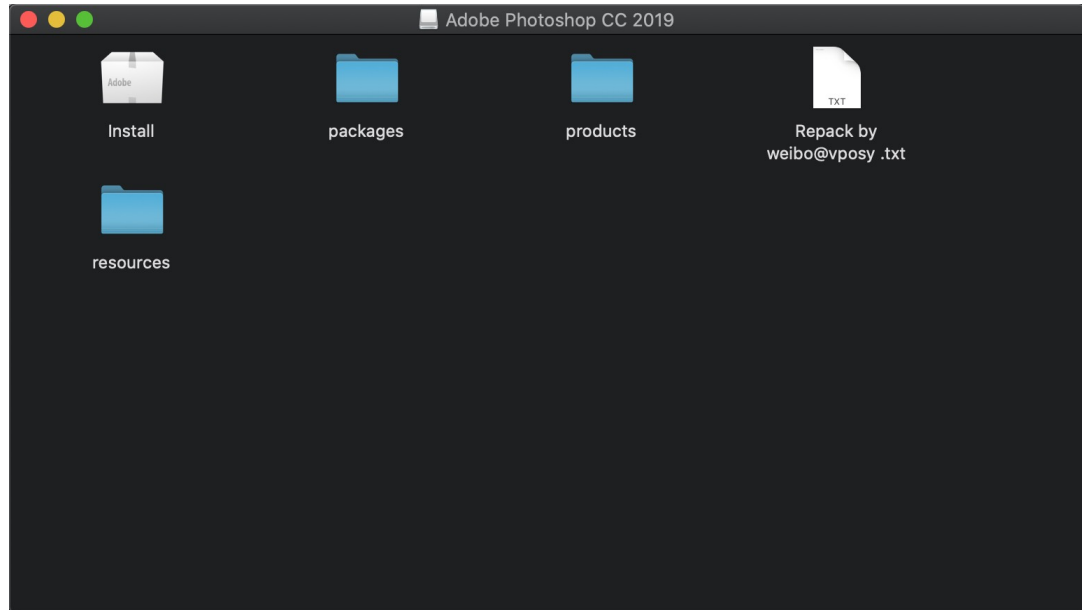 Adobe Photoshop CC 2019
Adobe
Install
packages
products
TXT
Repack by
weibo@vposy .txt
resources